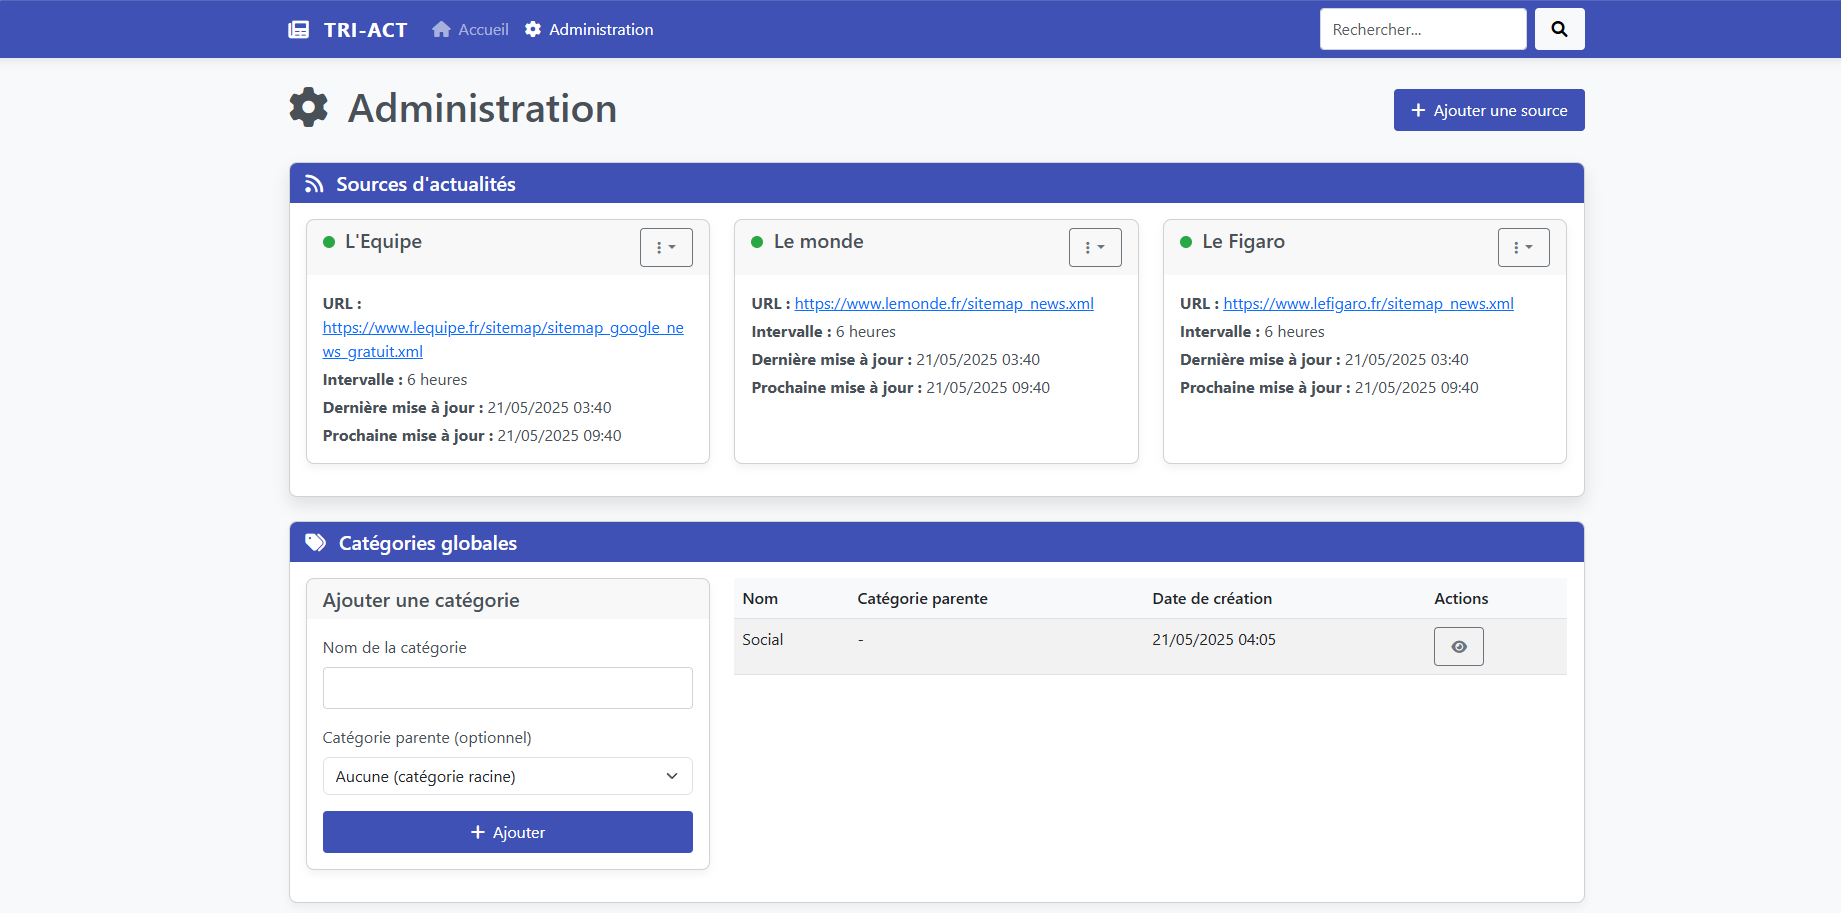 TRI-ACT Accueil Administration Rechercher...
Administration
+ Ajouter une source
Sources d'actualités
L'Equipe
URL :
https://www.lequipe.fr/sitemap/sitemap_google_ne
ws_gratuit.xml
Intervalle : 6 heures
Dernière mise à jour : 21/05/2025 03:40
Prochaine mise à jour : 21/05/2025 09:40
Le monde
URL : https://www.lemonde.fr/sitemap_news.xml
Intervalle : 6 heures
Dernière mise à jour : 21/05/2025 03:40
Prochaine mise à jour : 21/05/2025 09:40
Le Figaro
URL : https://www.lefigaro.fr/sitemap_news.xml
Intervalle : 6 heures
Dernière mise à jour : 21/05/2025 03:40
Prochaine mise à jour : 21/05/2025 09:40
Catégories globales
Ajouter une catégorie
Nom de la catégorie
Catégorie parente (optionnel)
Aucune (catégorie racine)
+ Ajouter
Nom Catégorie parente Date de création Actions
Social - 21/05/2025 04:05